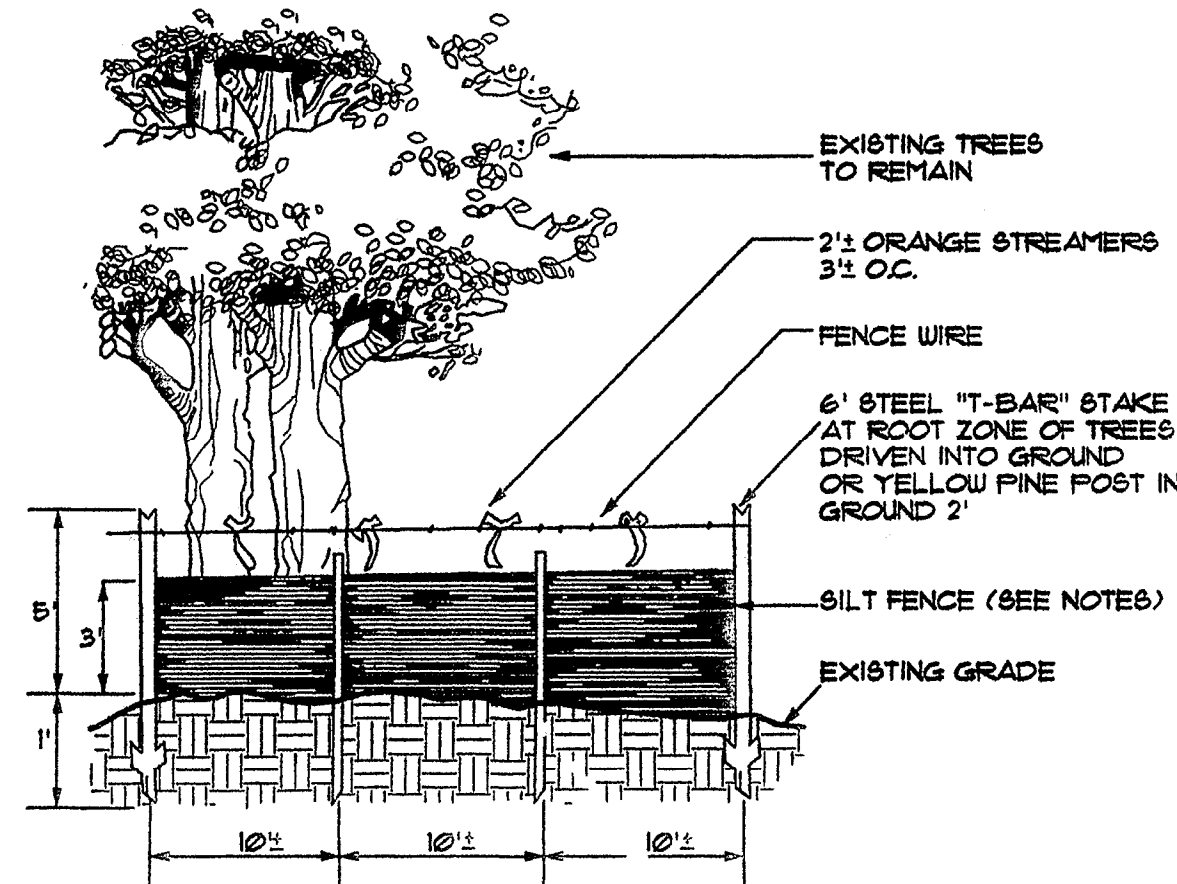 EXISTING TREES
TO REMAIN
2'± ORANGE STREAMERS
3'± O.C.
FENCE WIRE
6' STEEL "T-BAR" STAKE
AT ROOT ZONE OF TREES
DRIVEN INTO GROUND
OR YELLOW PINE POST IN
GROUND 2'
SILT FENCE (SEE NOTES)
EXISTING GRADE
5'
3'
1'
10'± 10'± 10'±